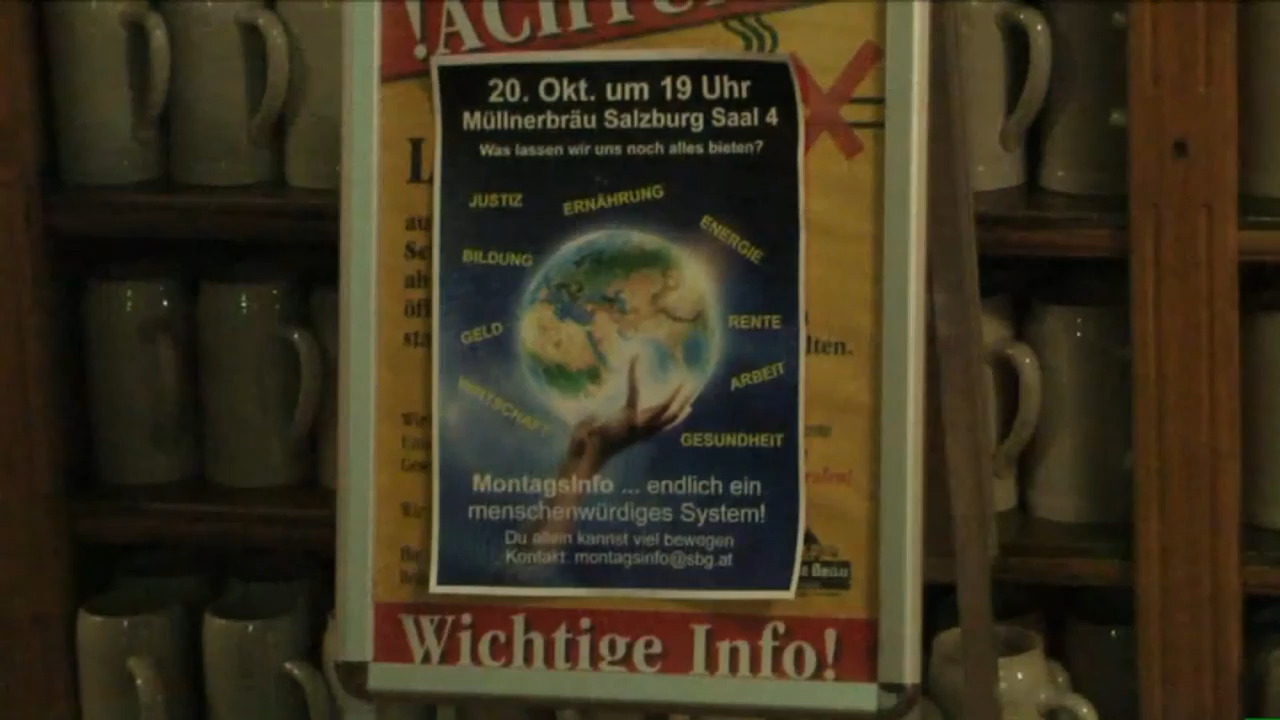 !ACHTU
20. Okt. um 19 Uhr
Müllnerbräu Salzburg Saal 4
Was lassen wir uns noch alles bieten?
JUSTIZ
ERNÄHRUNG
ENERGIE
BILDUNG
GELD
RENTE
WIRTSCHAFT
ARBEIT
GESUNDHEIT
MontagsInfo ... endlich ein
menschenwürdiges System!
Du allein kannst viel bewegen
Kontakt: montagsinfo@sbg.at
lten.
Wichtige Info!